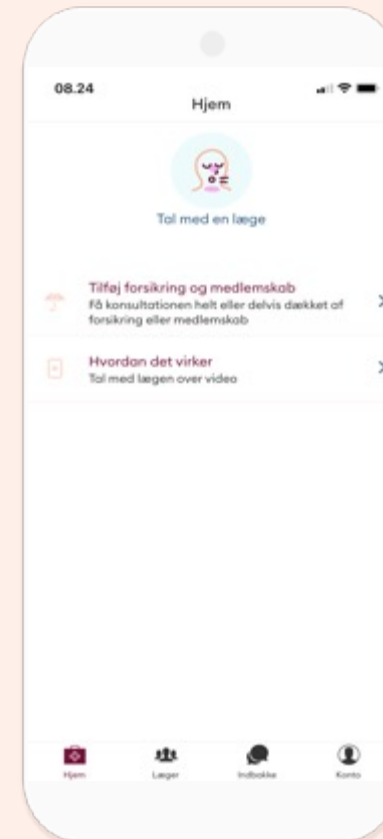 08.24
Hjem
Tal med en læge
Tilføj forsikring og medlemskab
Få konsultationen helt eller delvis dækket af
forsikring eller medlemskab
Hvordan det virker
Tal med lægen over video
Hjem
Læger
Indbakke
Konto